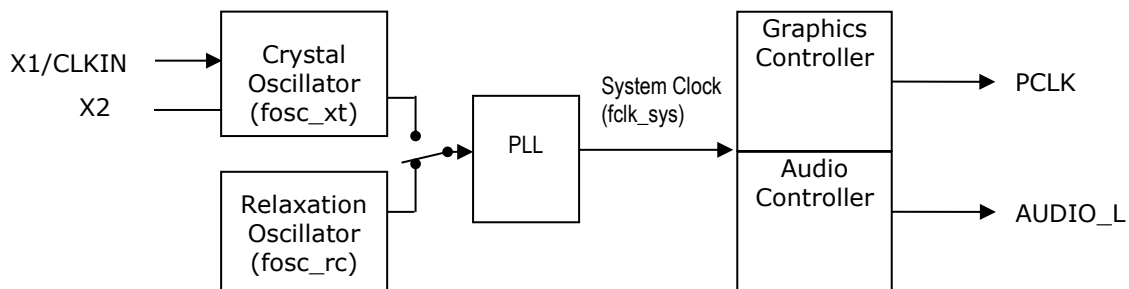 X1/CLKIN
X2
Crystal
Oscillator
(fosc_xt)
Relaxation
Oscillator
(fosc_rc)
PLL
System Clock
(fclk_sys)
Graphics
Controller
Audio
Controller
PCLK
AUDIO_L